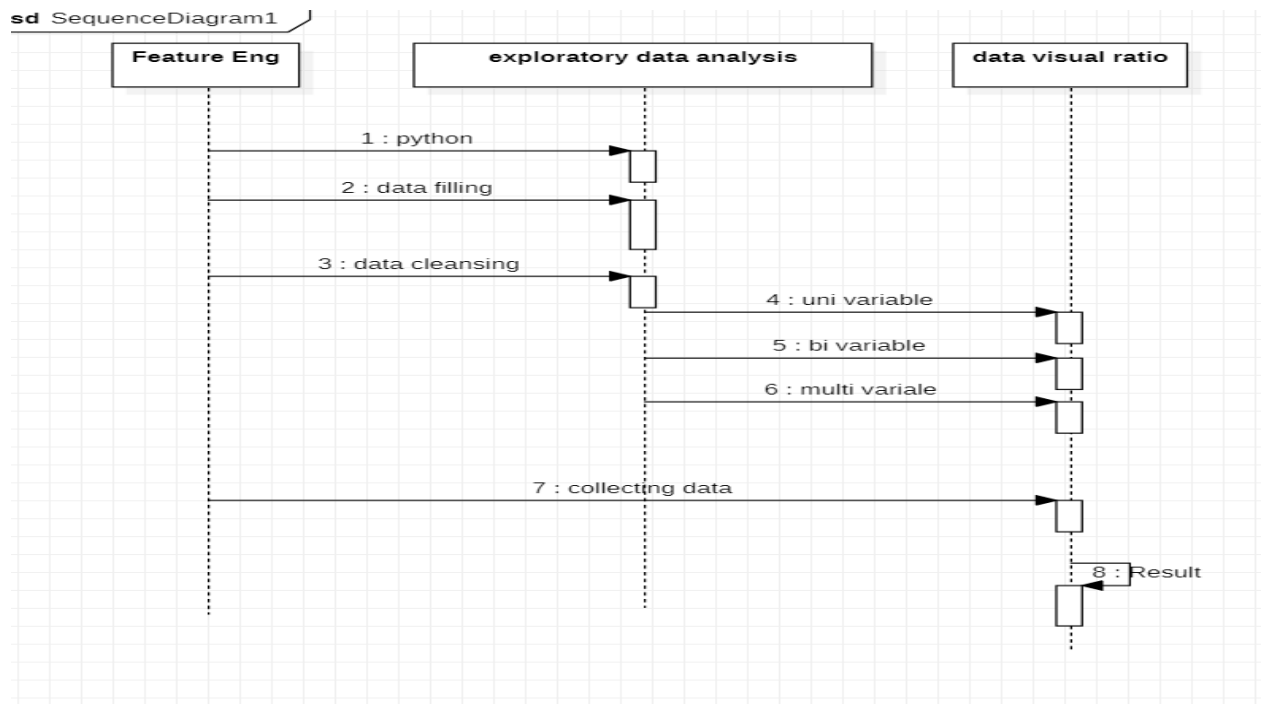 sd SequenceDiagram1
Feature Eng
exploratory data analysis
data visual ratio
1 : python
2 : data filling
3 : data cleansing
4 : uni variable
5 : bi variable
6 : multi variale
7 : collecting data
8 : Result